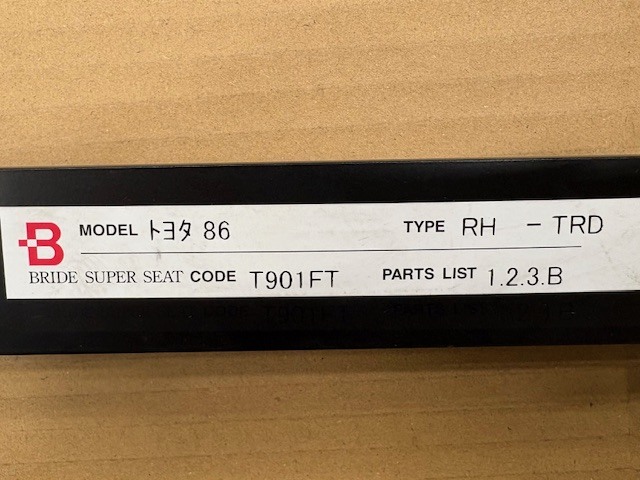 B MODEL トヨタ 86 TYPE RH - TRD
BRIDE SUPER SEAT CODE T901FT PARTS LIST 1.2.3.B